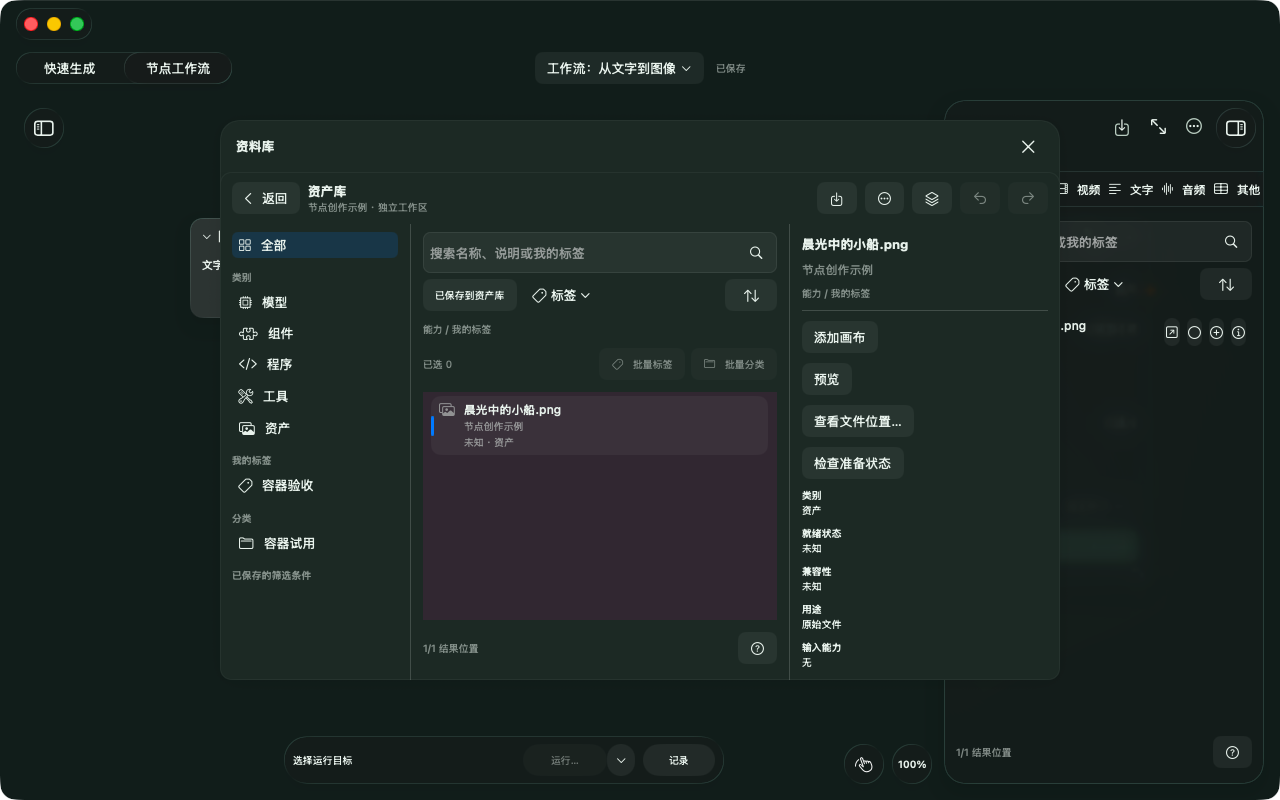 快速生成
节点工作流
工作流：从文字到图像
已保存
资料库
返回
资产库
节点创作示例 · 独立工作区
视频
文字
音频
其他
全部
类别
模型
组件
程序
工具
资产
我的标签
容器验收
分类
容器试用
已保存的筛选条件
搜索名称、说明或我的标签
已保存到资产库
标签
能力 / 我的标签
已选 0
批量标签
批量分类
晨光中的小船.png
节点创作示例
未知 · 资产
1/1 结果位置
晨光中的小船.png
节点创作示例
能力 / 我的标签
添加画布
预览
查看文件位置...
检查准备状态
类别
资产
就绪状态
未知
兼容性
未知
用途
原始文件
输入能力
无
文字
或我的标签
标签
.png
1/1 结果位置
选择运行目标
运行...
记录
100%